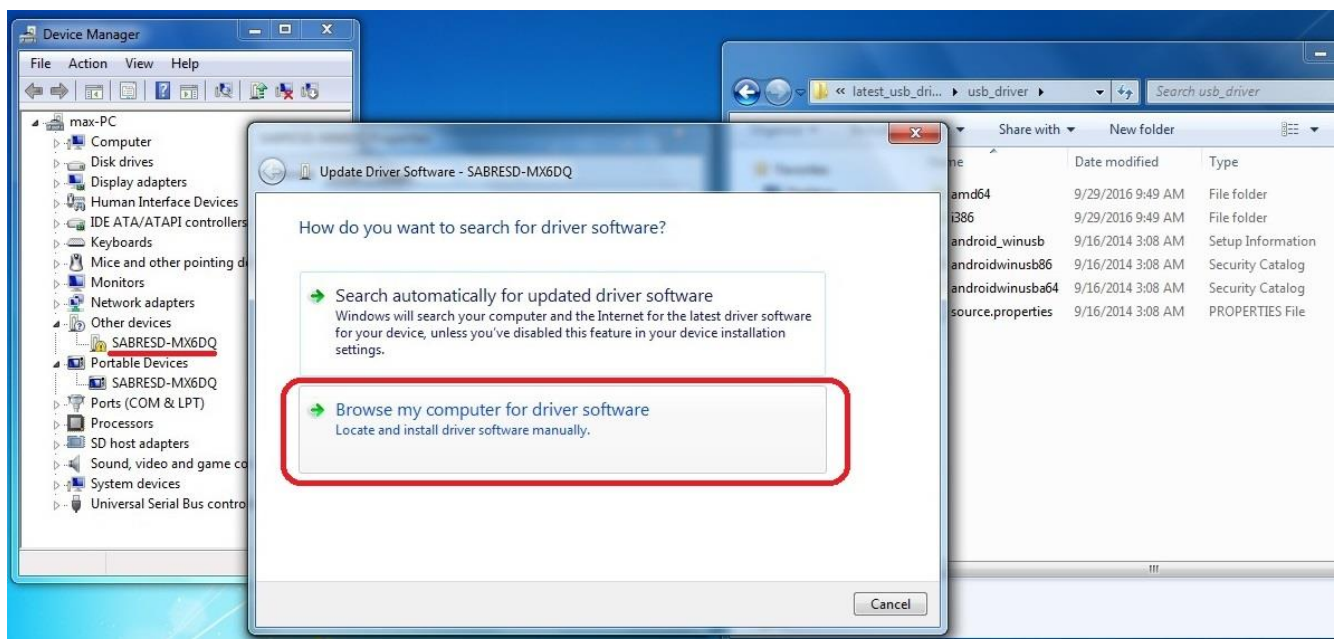 Device Manager
File Action View Help
max-PC
Computer
Disk drives
Display adapters
Human Interface Devices
IDE ATA/ATAPI controllers
Keyboards
Mice and other pointing d
Monitors
Network adapters
Other devices
SABRESD-MX6DQ
Portable Devices
SABRESD-MX6DQ
Ports (COM & LPT)
Processors
SD host adapters
Sound, video and game co
System devices
Universal Serial Bus contro
Update Driver Software - SABRESD-MX6DQ
How do you want to search for driver software?
Search automatically for updated driver software
Windows will search your computer and the Internet for the latest driver software
for your device, unless you've disabled this feature in your device installation
settings.
Browse my computer for driver software
Locate and install driver software manually.
Cancel
« latest_usb_dri... usb_driver
Search usb_driver
Share with New folder
me Date modified Type
amd64 9/29/2016 9:49 AM File folder
i386 9/29/2016 9:49 AM File folder
android_winusb 9/16/2014 3:08 AM Setup Information
androidwinusb86 9/16/2014 3:08 AM Security Catalog
androidwinusba64 9/16/2014 3:08 AM Security Catalog
source.properties 9/16/2014 3:08 AM PROPERTIES File